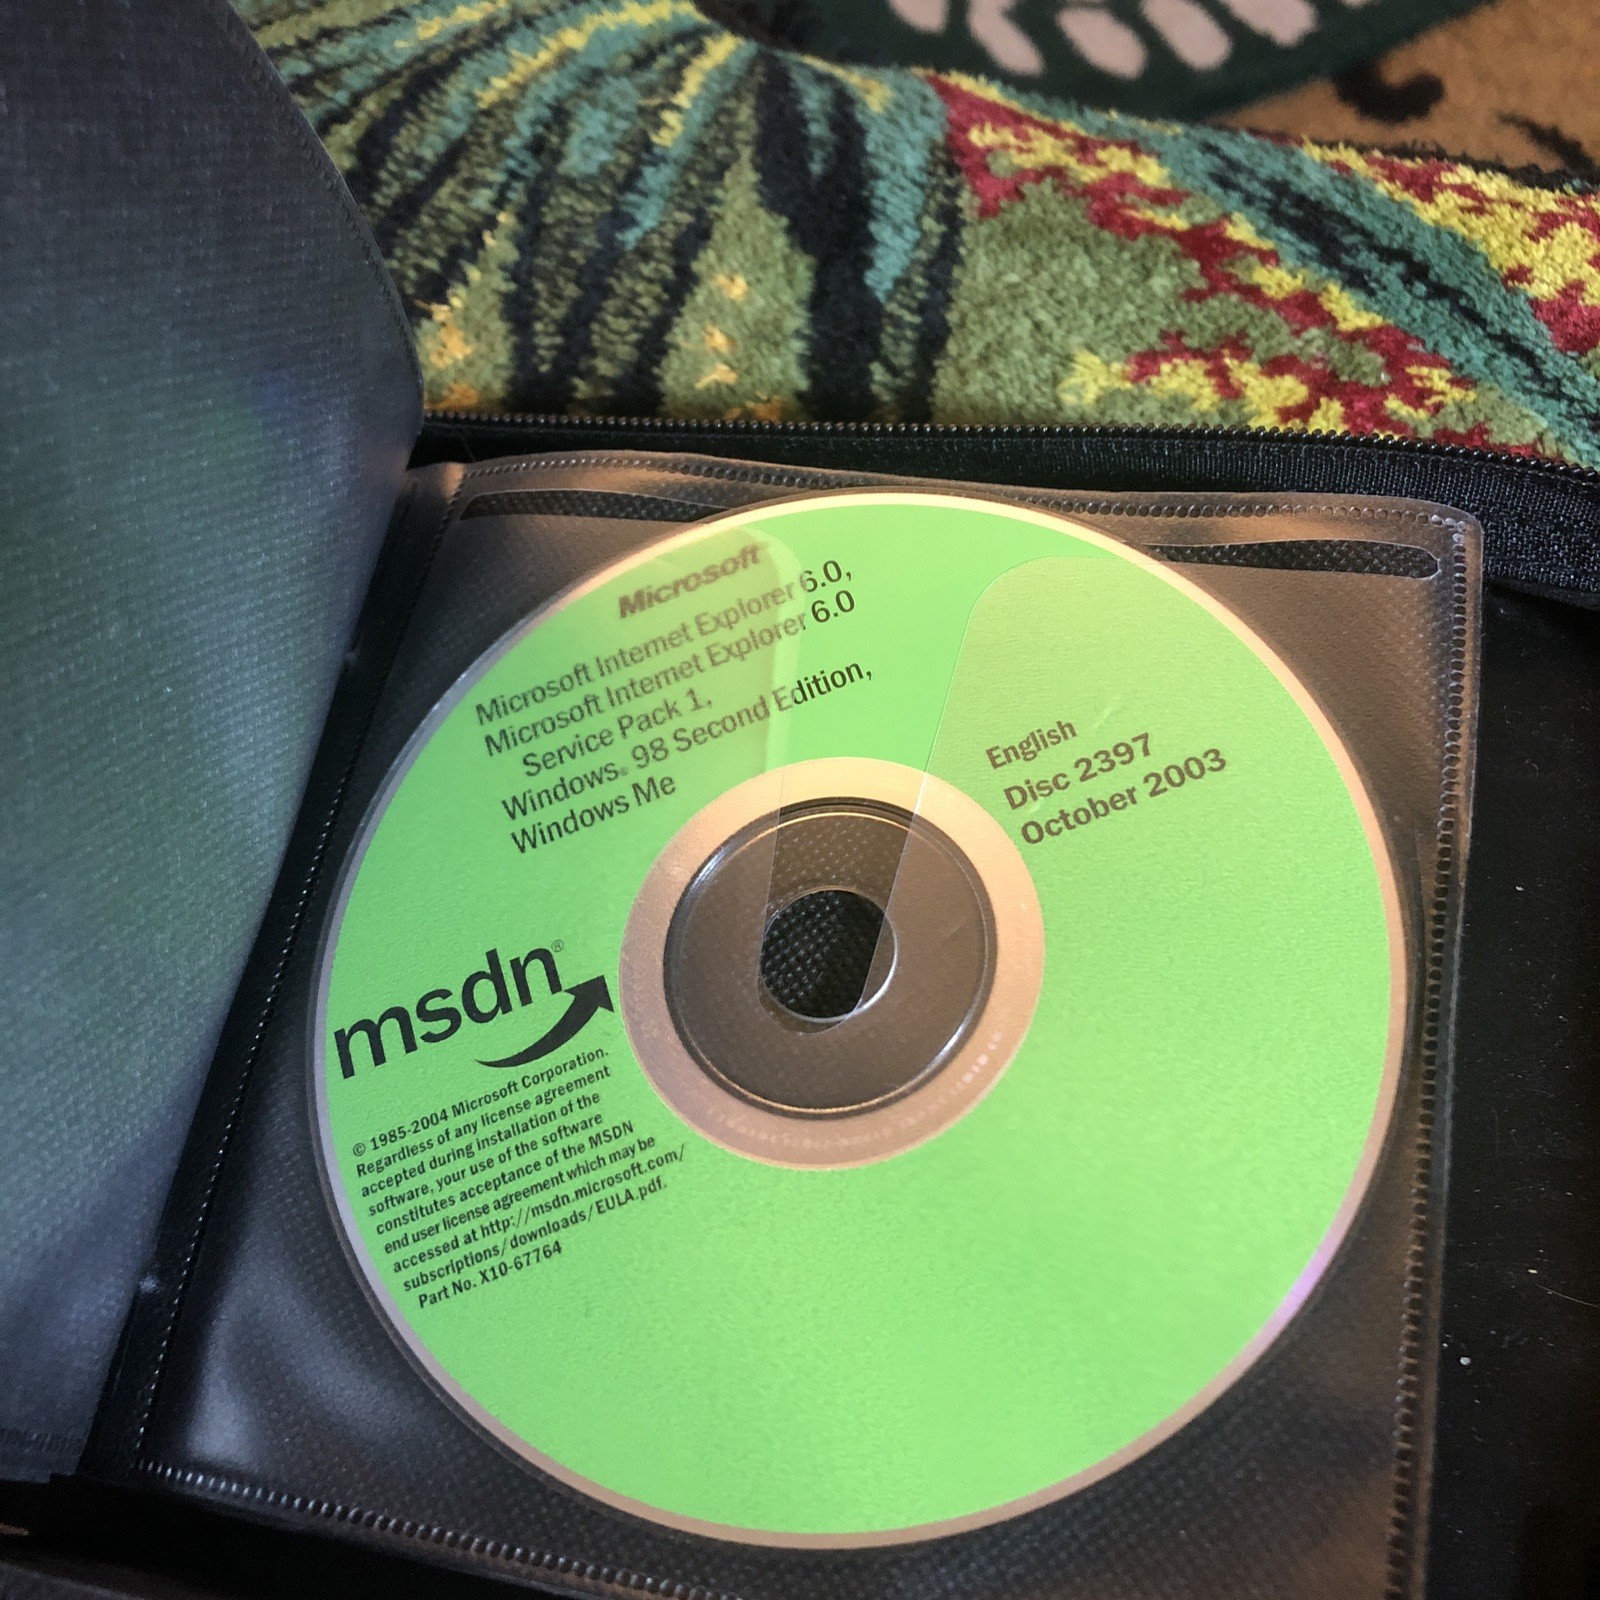 Microsoft
Microsoft Internet Explorer 6.0,
Microsoft Internet Explorer 6.0
Service Pack 1,
Windows® 98 Second Edition,
Windows Me
English
Disc 2397
October 2003
msdn®
© 1985-2004 Microsoft Corporation.
Regardless of any license agreement
accepted during installation of the
software, your use of the software
constitutes acceptance of the MSDN
end user license agreement which may be
accessed at http://msdn.microsoft.com/
subscriptions/downloads/EULA.pdf.
Part No. X10-67764